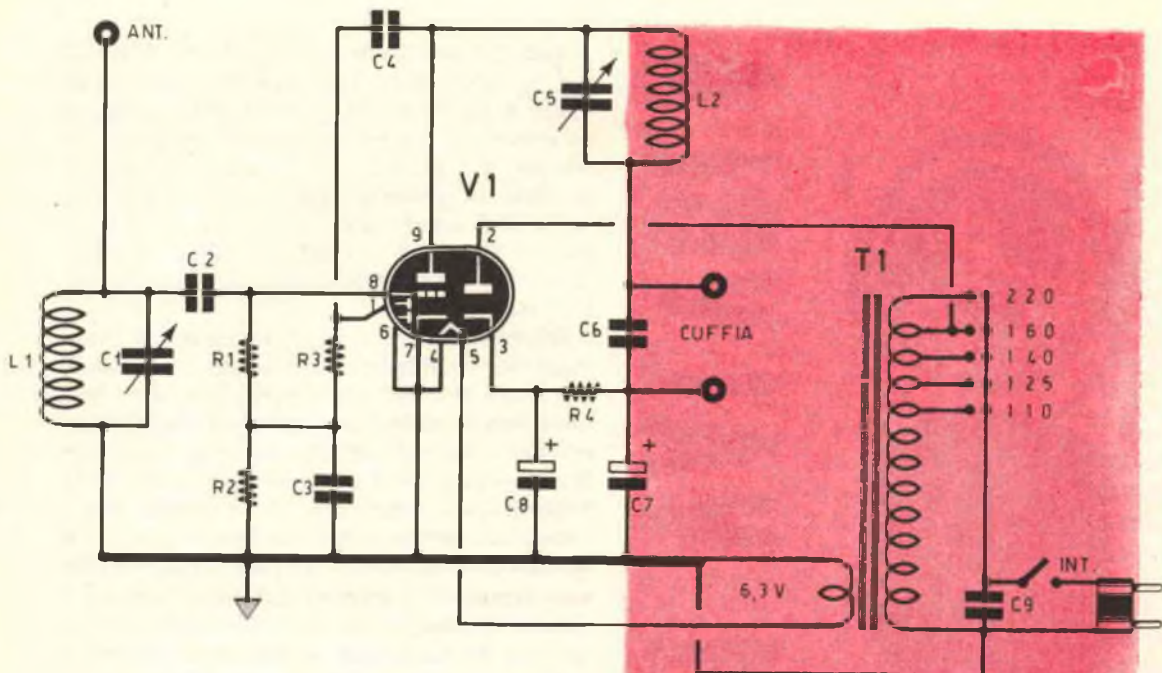 ANT.
C4
C5
L2
V1
9
2
T1
C2
8
1
6
7
4
5
3
220
160
140
125
110
C6
CUFFIA
L1
C1
R1
R3
R4
+
+
R2
C3
C8
C7
6,3 V
INT.
C9